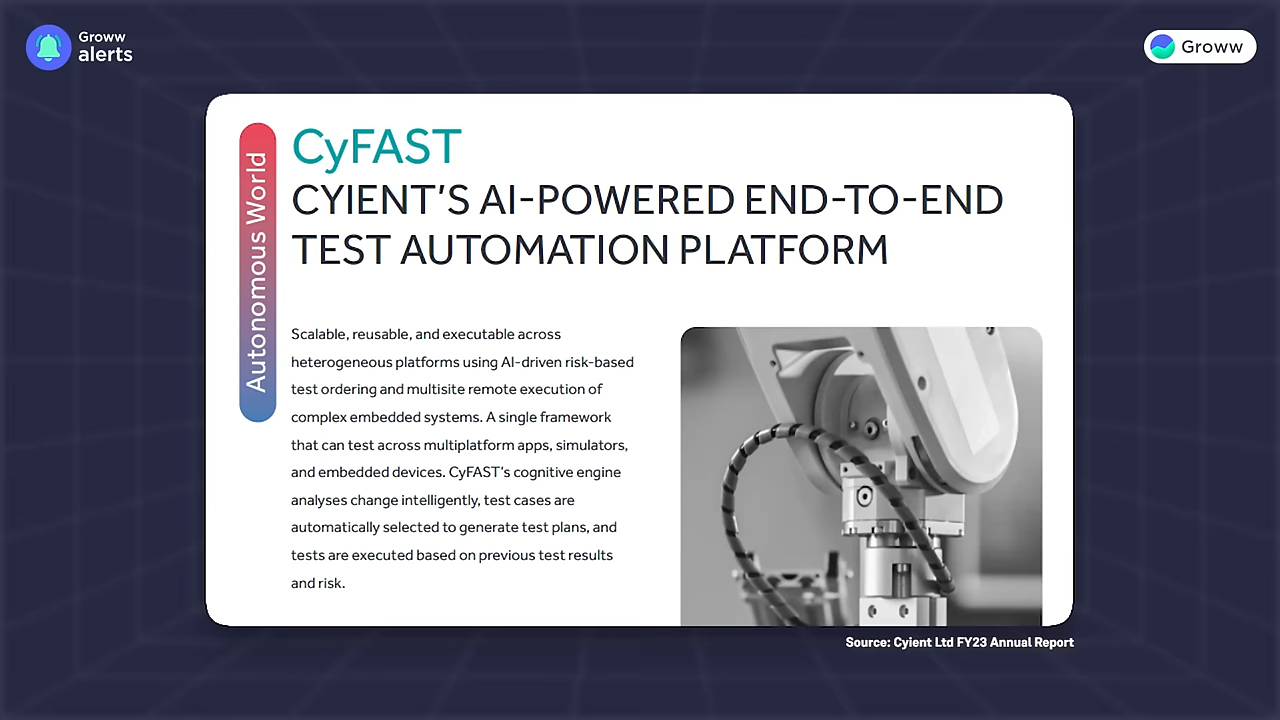 Groww
alerts
Groww
Autonomous World
CyFAST
CYIENT'S AI-POWERED END-TO-END
TEST AUTOMATION PLATFORM
Scalable, reusable, and executable across
heterogeneous platforms using AI-driven risk-based
test ordering and multisite remote execution of
complex embedded systems. A single framework
that can test across multiplatform apps, simulators,
and embedded devices. CyFAST's cognitive engine
analyses change intelligently, test cases are
automatically selected to generate test plans, and
tests are executed based on previous test results
and risk.
Source: Cyient Ltd FY23 Annual Report